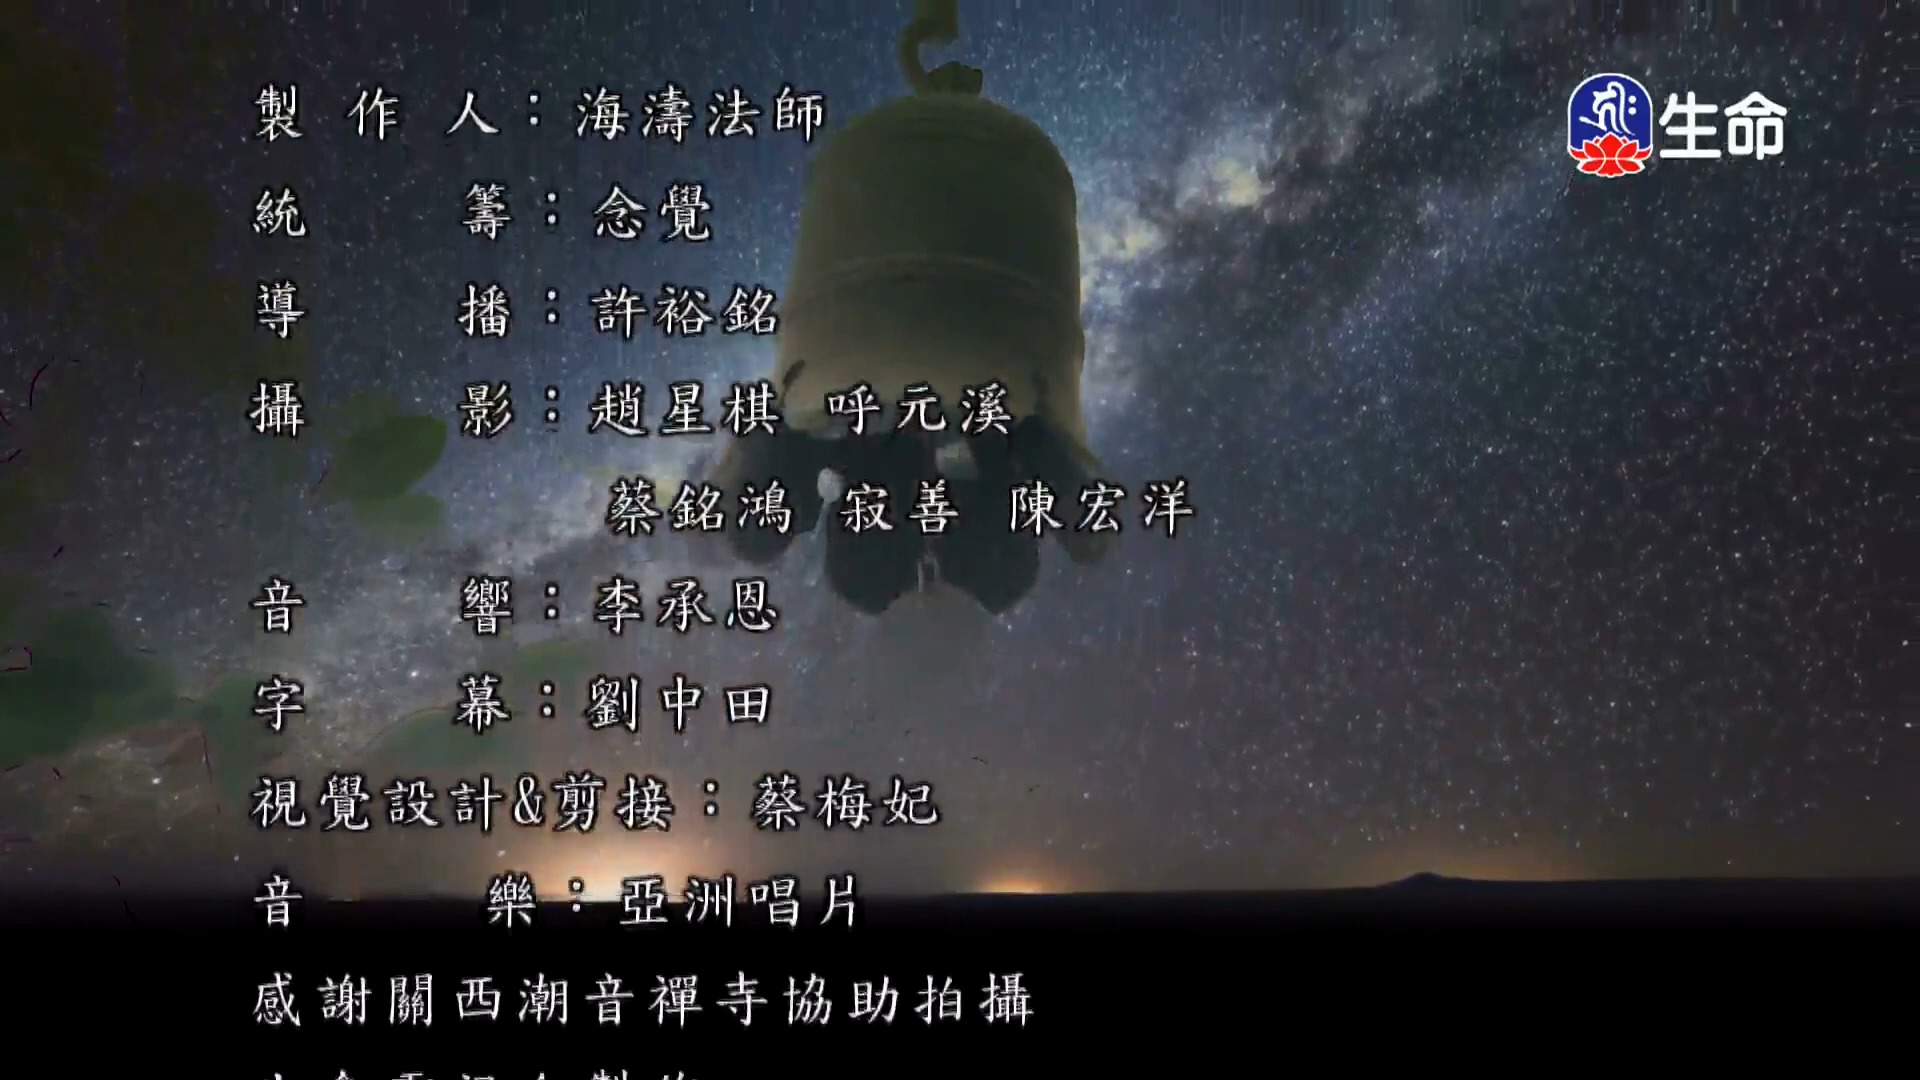 製作人：海濤法師
生命
統籌：念覺
導播：許裕銘
攝影：趙星棋 呼元溪
蔡銘鴻 寂善 陳宏洋
音響：李承恩
字幕：劉中田
視覺設計&剪接：蔡梅妃
音樂：亞洲唱片
感謝關西潮音禪寺協助拍攝